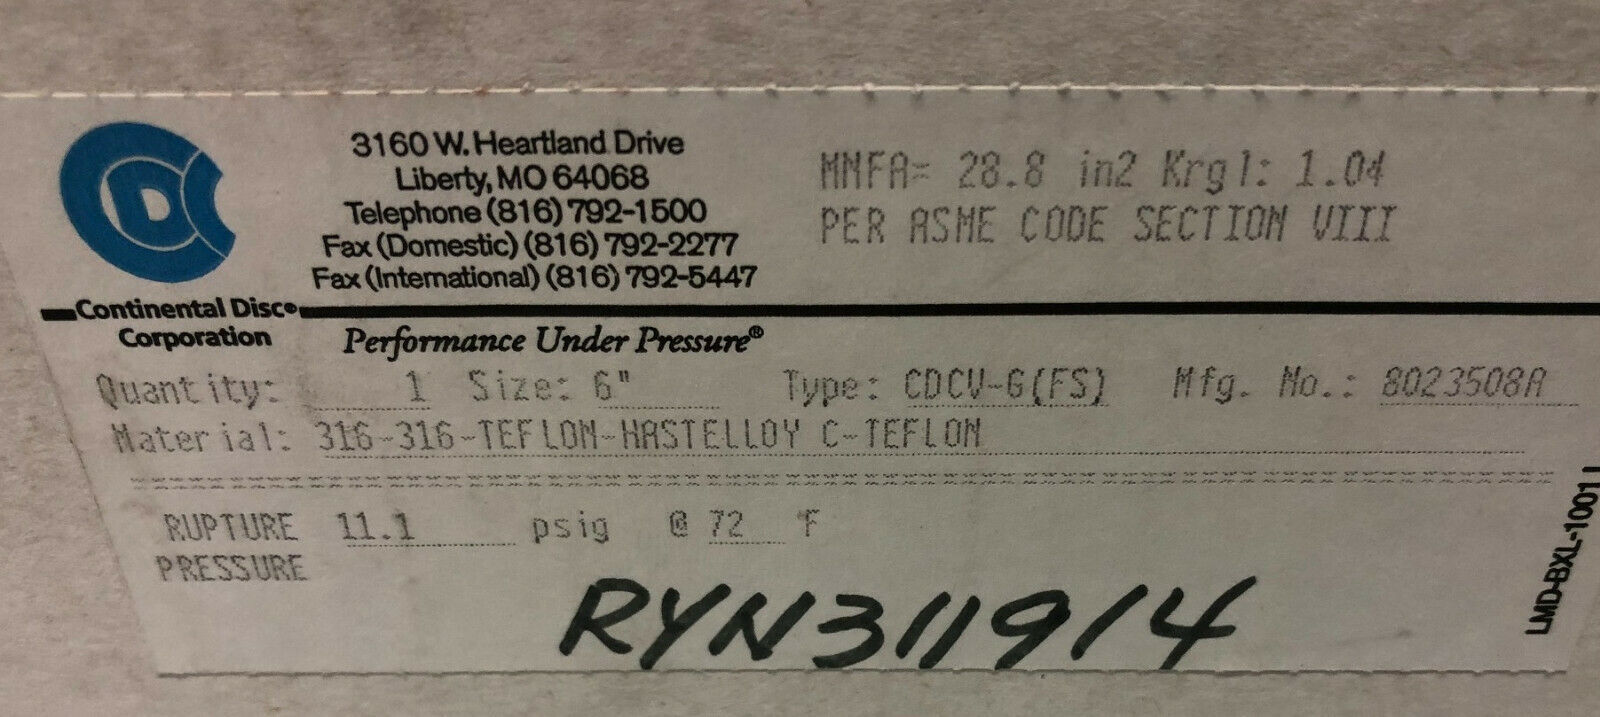 CDC
3160 W. Heartland Drive
Liberty, MO 64068
Telephone (816) 792-1500
Fax (Domestic) (816) 792-2277
Fax (International) (816) 792-5447
MNFA= 28.8 in2 Krgl: 1.04
PER ASME CODE SECTION VIII
Continental Disc®
Corporation
Performance Under Pressure®
Quantity: 1 Size: 6" Type: CDCV-G(FS) Mfg. No.: 8023508A
Material: 316-316-TEFLON-HASTELLOY C-TEFLON
RUPTURE 11.1 psig @ 72 °F
PRESSURE
RYN311914
LMD-BXL-1001